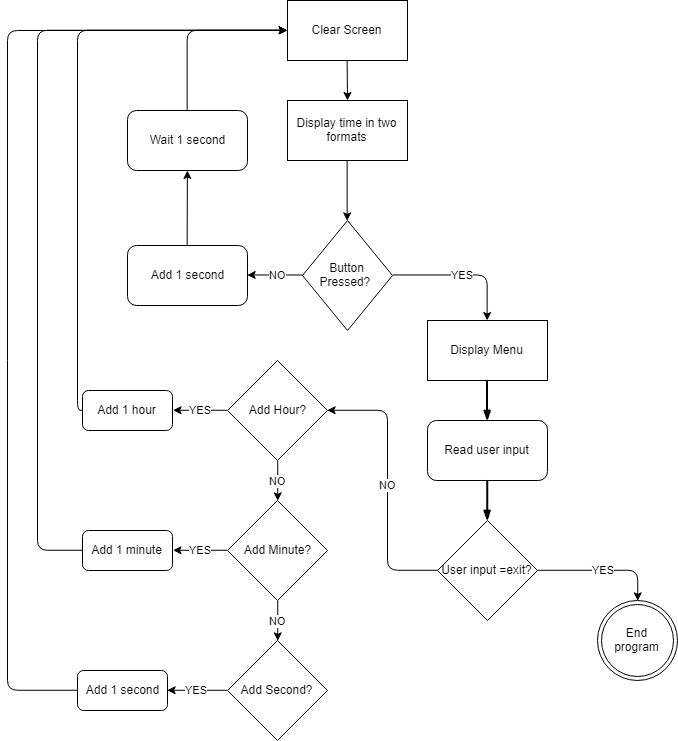 Clear Screen
Wait 1 second
Display time in two
formats
Add 1 second
NO
Button
Pressed?
YES
Display Menu
Add 1 hour
YES
Add Hour?
Read user input
NO
NO
Add 1 minute
YES
Add Minute?
User input =exit?
YES
NO
End
program
Add 1 second
YES
Add Second?